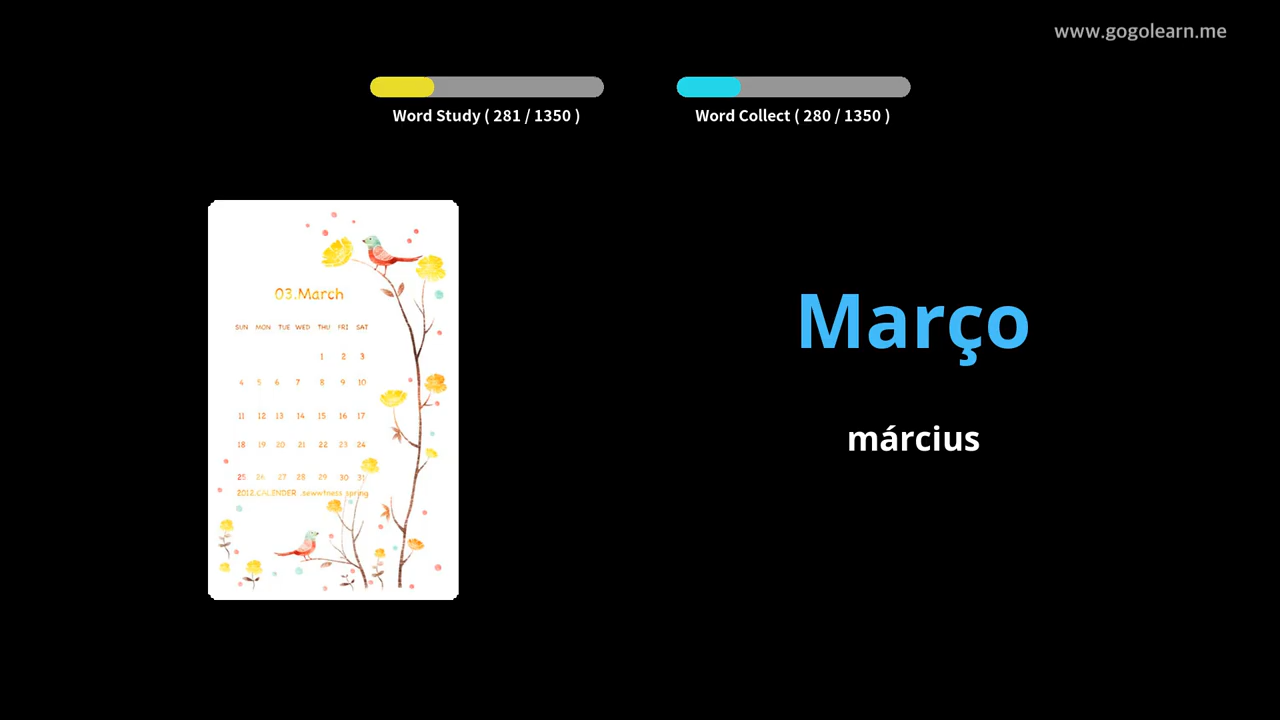 www.gogolearn.me
Word Study ( 281 / 1350 )
Word Collect ( 280 / 1350 )
03.March
SUN MON TUE WED THU FRI SAT
1 2 3
4 5 6 7 8 9 10
11 12 13 14 15 16 17
18 19 20 21 22 23 24
25 26 27 28 29 30 31
CALENDER spring
Março
március